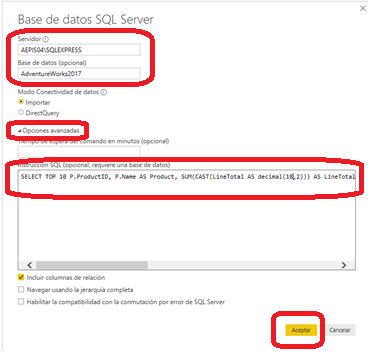 Base de datos SQL Server
Servidor
AEPIS04\SQLEXPRESS
Base de datos (opcional)
AdventureWorks2017
Modo Conectividad de datos
Importar
DirectQuery
Opciones avanzadas
Tiempo de espera del comando en minutos (opcional)
Instrucción SQL (opcional, requiere una base de datos)
SELECT TOP 10 P.ProductID, P.Name AS Product, SUM(CAST(LineTotal AS decimal(18,2))) AS LineTotal
Incluir columnas de relación
Navegar usando la jerarquía completa
Habilitar la compatibilidad con la conmutación por error de SQL Server
Aceptar Cancelar